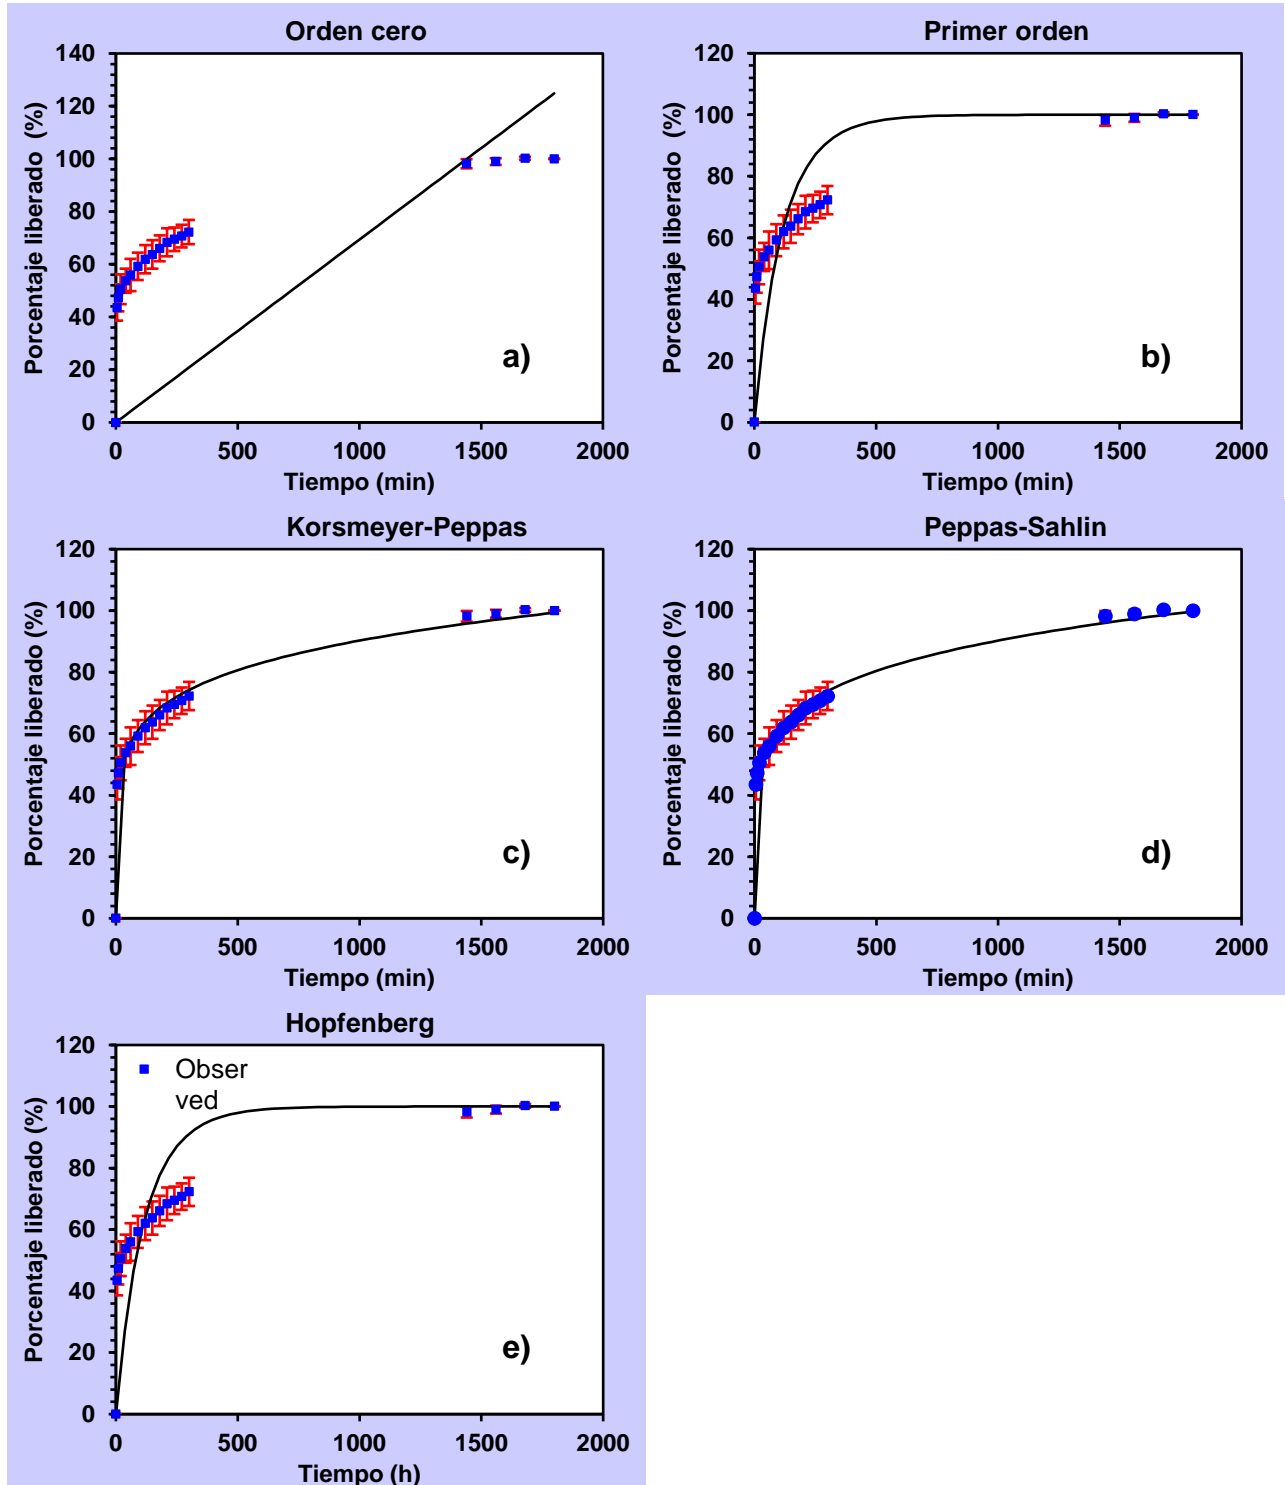 Orden cero
Porcentaje liberado (%)
140
120
100
80
60
40
20
0
a)
0 500 1000 1500 2000
Tiempo (min)
Primer orden
Porcentaje liberado (%)
120
100
80
60
40
20
0
b)
0 500 1000 1500 2000
Tiempo (min)
Korsmeyer-Peppas
Porcentaje liberado (%)
120
100
80
60
40
20
0
c)
0 500 1000 1500 2000
Tiempo (min)
Peppas-Sahlin
Porcentaje liberado (%)
120
100
80
60
40
20
0
d)
0 500 1000 1500 2000
Tiempo (min)
Hopfenberg
Porcentaje liberado (%)
120
100
80
60
40
20
0
Obser
ved
e)
0 500 1000 1500 2000
Tiempo (h)